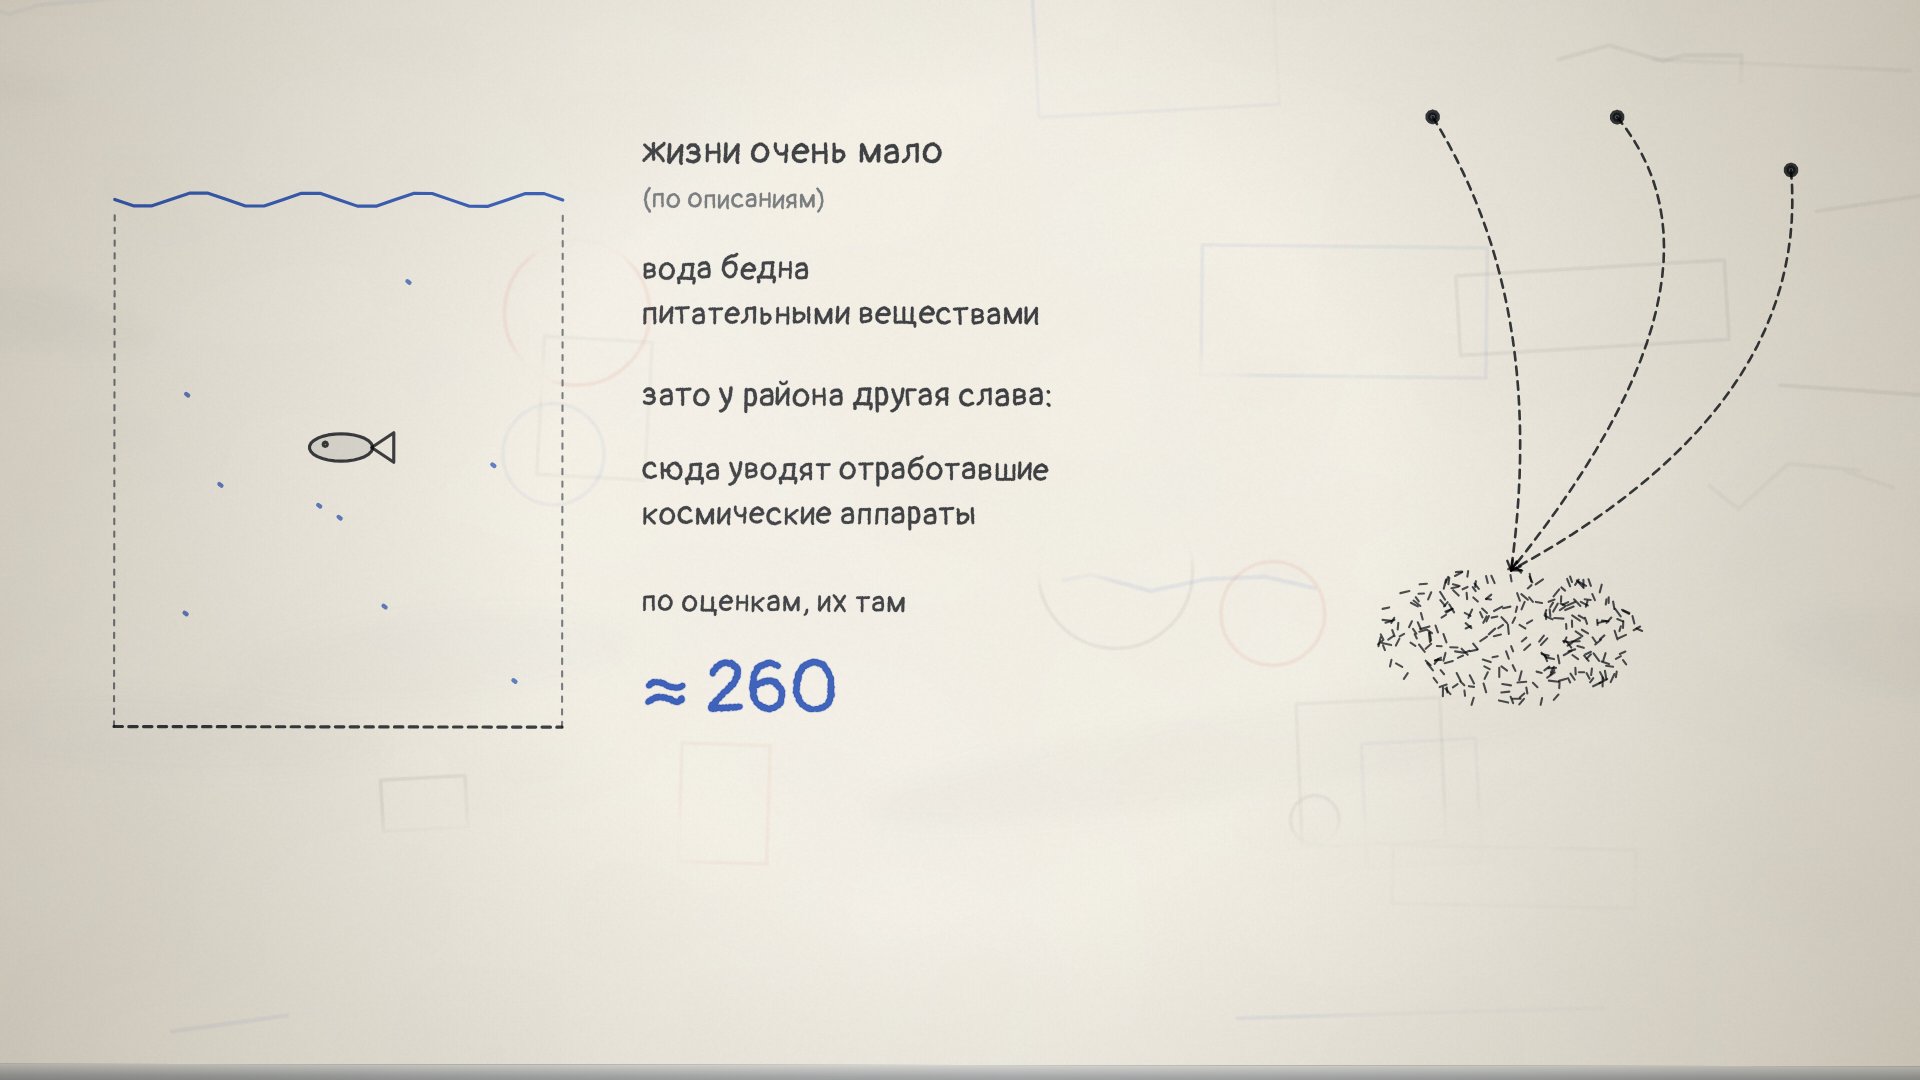 жизни очень мало
(по описаниям)
вода бедна
питательными веществами
зато у района другая слава:
сюда уводят отработавшие
космические аппараты
по оценкам, их там
≈ 260